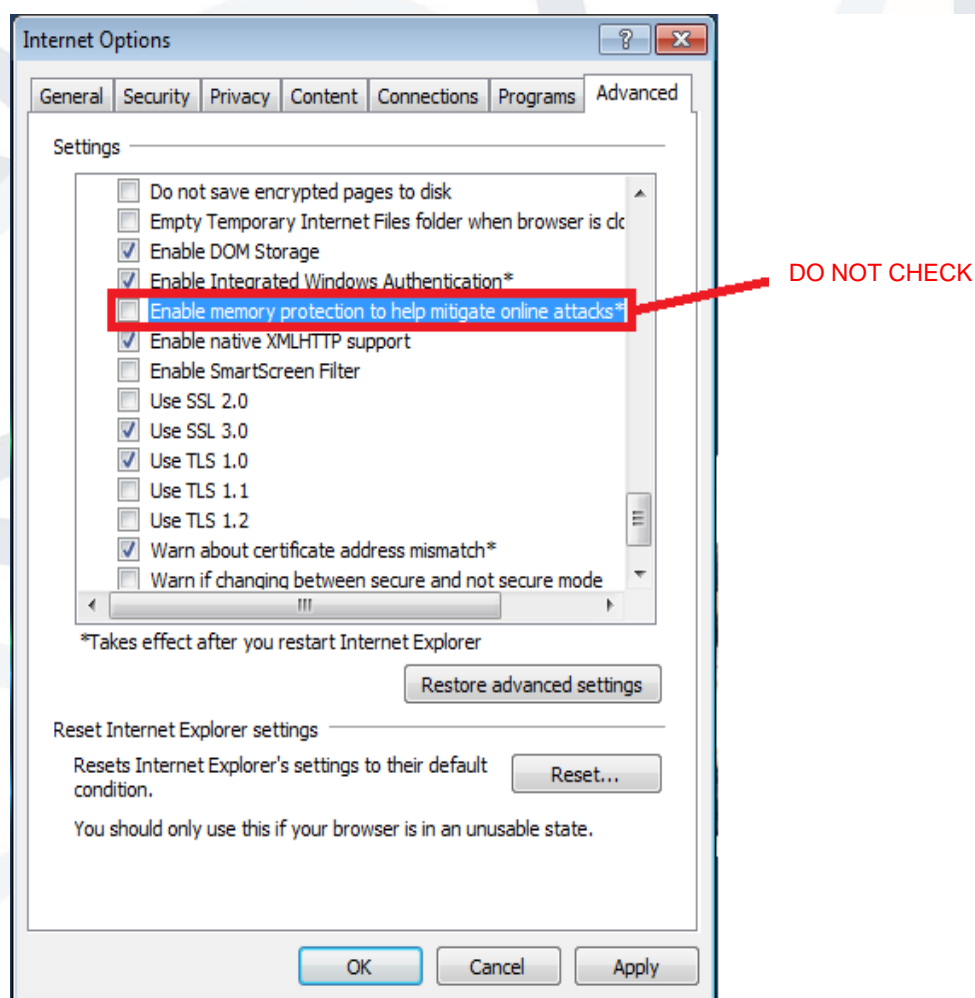 Internet Options
General Security Privacy Content Connections Programs Advanced
Settings
Do not save encrypted pages to disk
Empty Temporary Internet Files folder when browser is clo
Enable DOM Storage
Enable Integrated Windows Authentication*
Enable memory protection to help mitigate online attacks*
DO NOT CHECK
Enable native XMLHTTP support
Enable SmartScreen Filter
Use SSL 2.0
Use SSL 3.0
Use TLS 1.0
Use TLS 1.1
Use TLS 1.2
Warn about certificate address mismatch*
Warn if changing between secure and not secure mode
*Takes effect after you restart Internet Explorer
Restore advanced settings
Reset Internet Explorer settings
Resets Internet Explorer's settings to their default
condition.
Reset...
You should only use this if your browser is in an unusable state.
OK Cancel Apply